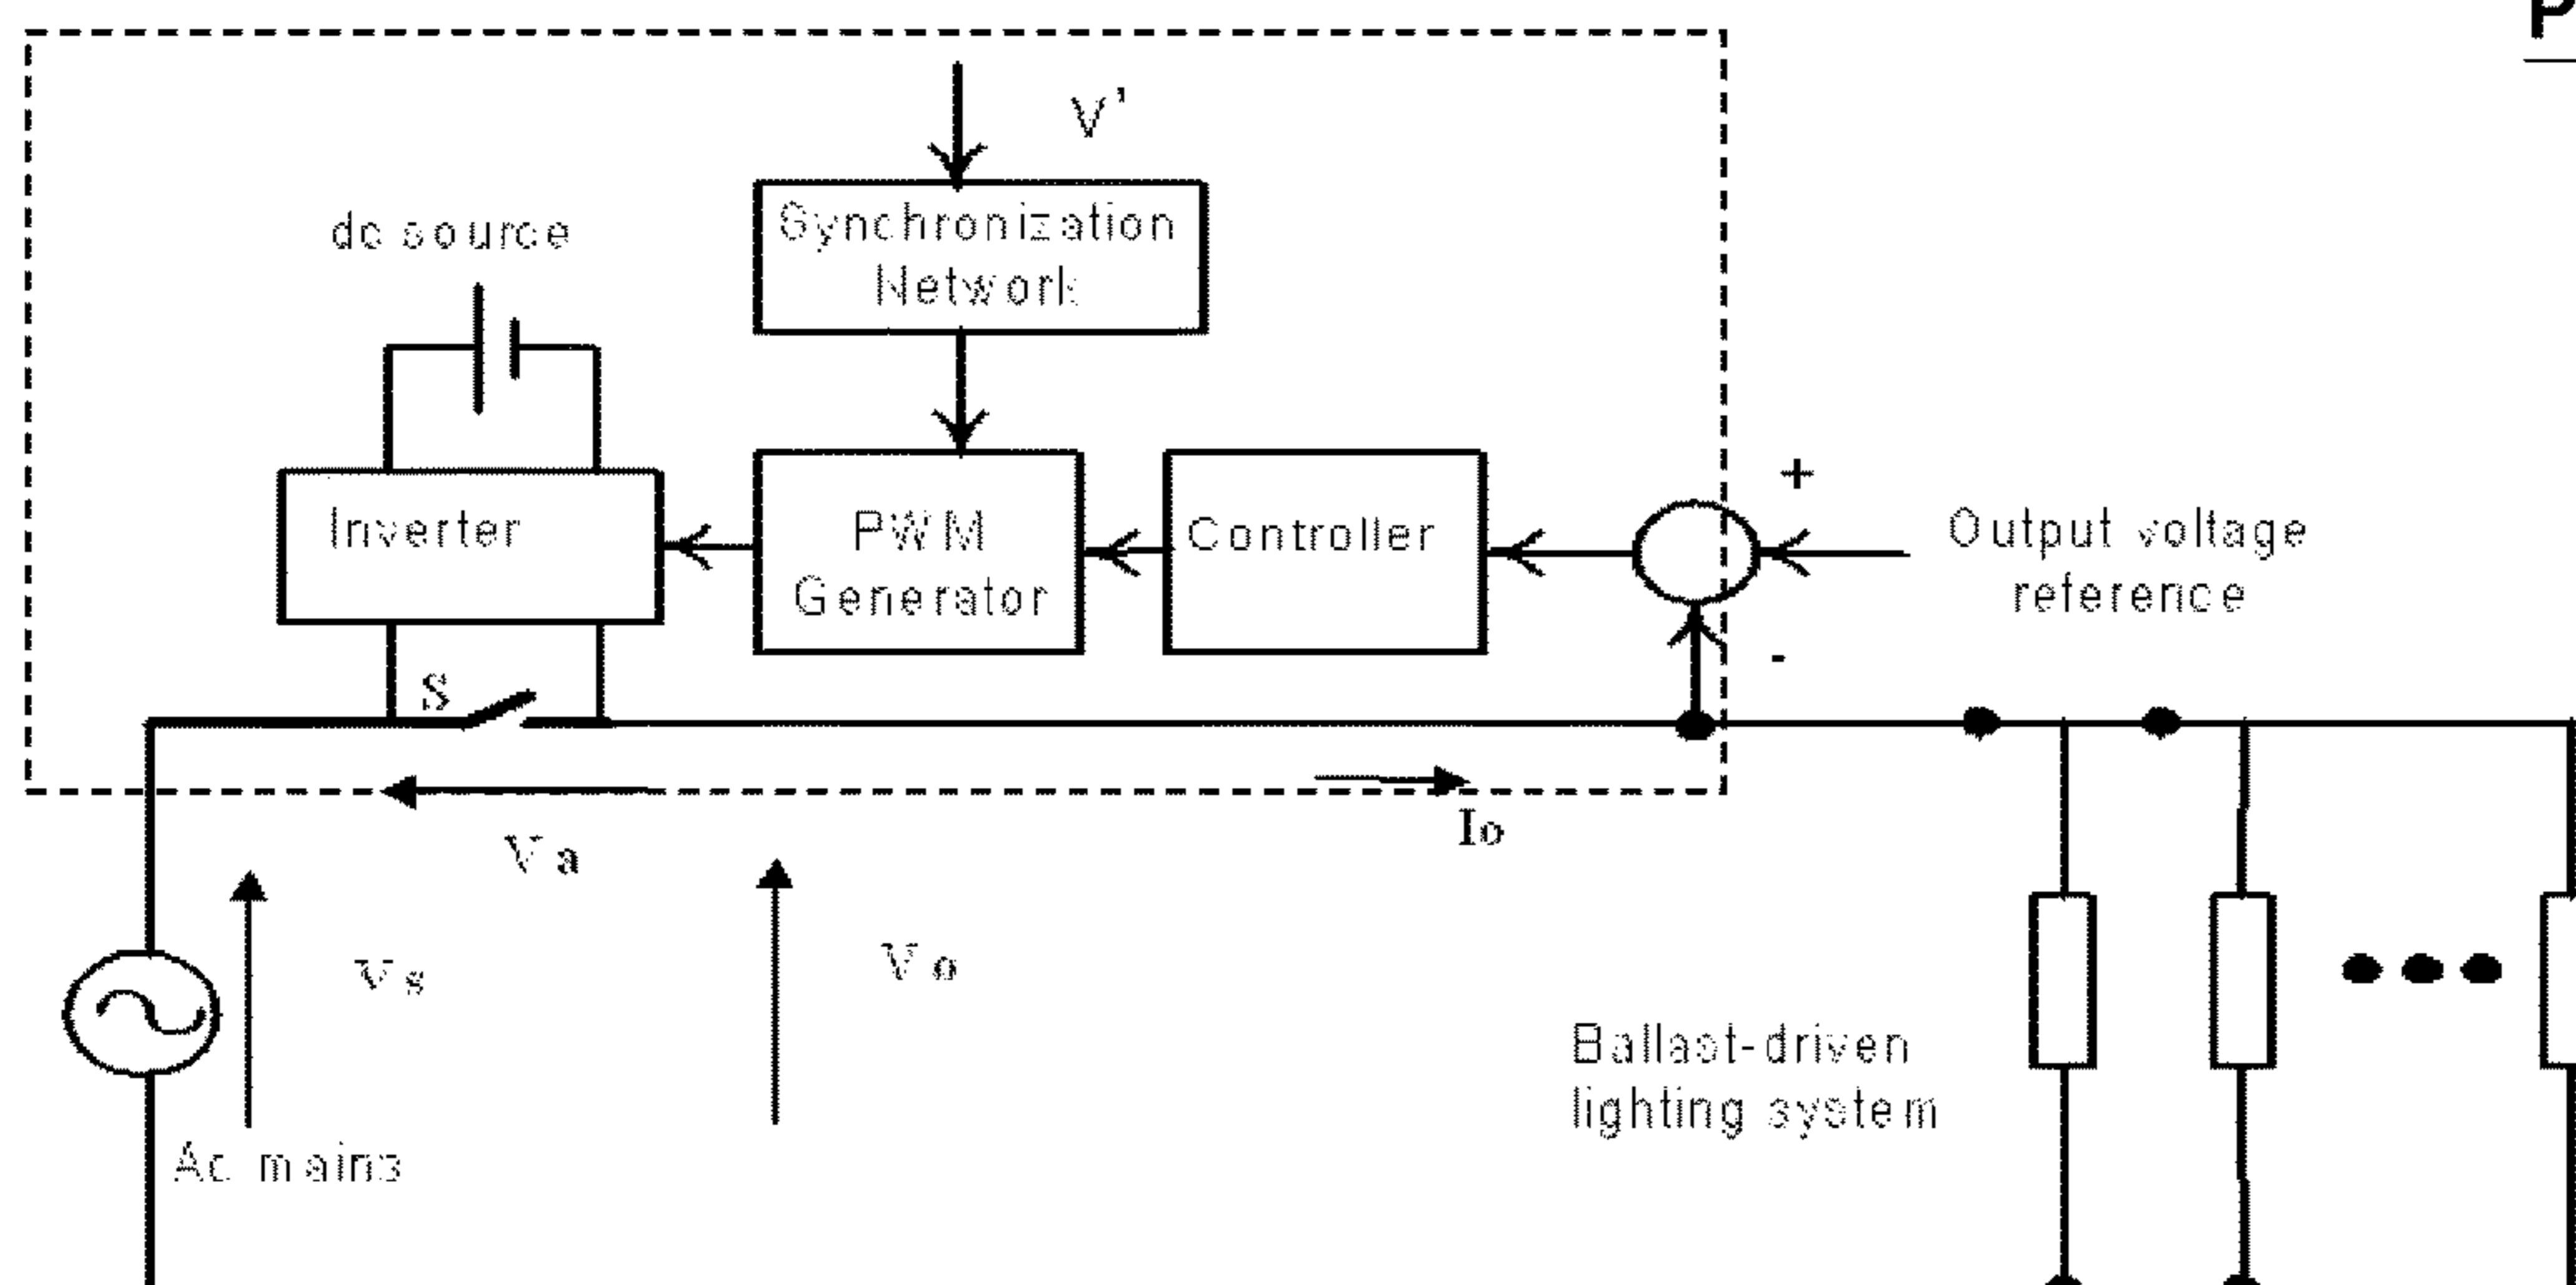 P
V'
Synchronization
Network
dc source
+
Inverter
PWM
Generator
Controller
Output voltage
reference
-
S
Va
Io
Vs
Vo
Ballast-driven
lighting system
Ac mains